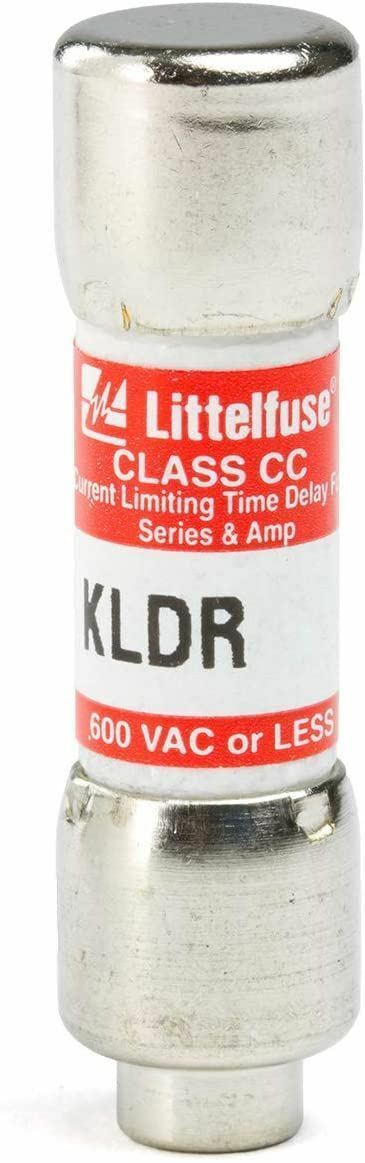 Littelfuse®
CLASS CC
Current Limiting Time Delay
Series & Amp
KLDR
600 VAC or LESS